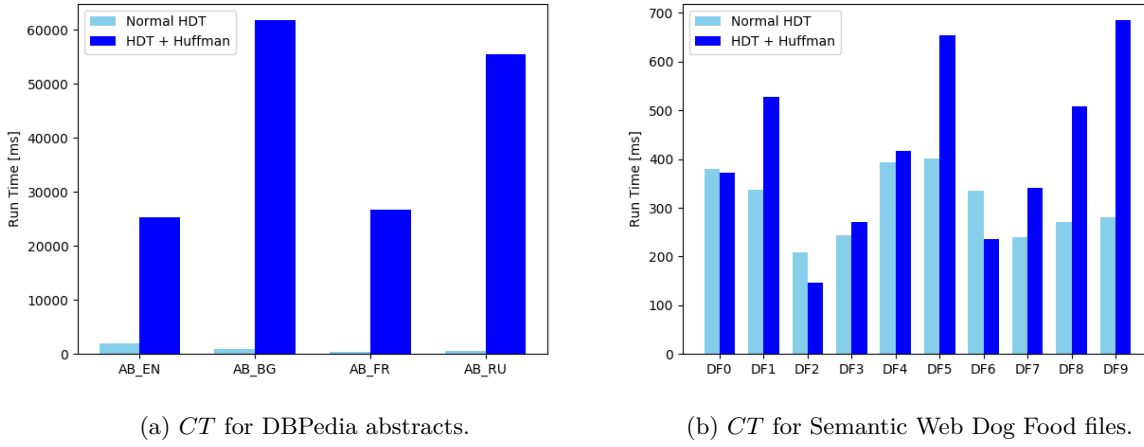 Normal HDT
HDT + Huffman
Run Time [ms]
60000
50000
40000
30000
20000
10000
0
AB_EN AB_BG AB_FR AB_RU
(a) CT for DBPedia abstracts.
Normal HDT
HDT + Huffman
Run Time [ms]
700
600
500
400
300
200
100
0
DF0 DF1 DF2 DF3 DF4 DF5 DF6 DF7 DF8 DF9
(b) CT for Semantic Web Dog Food files.